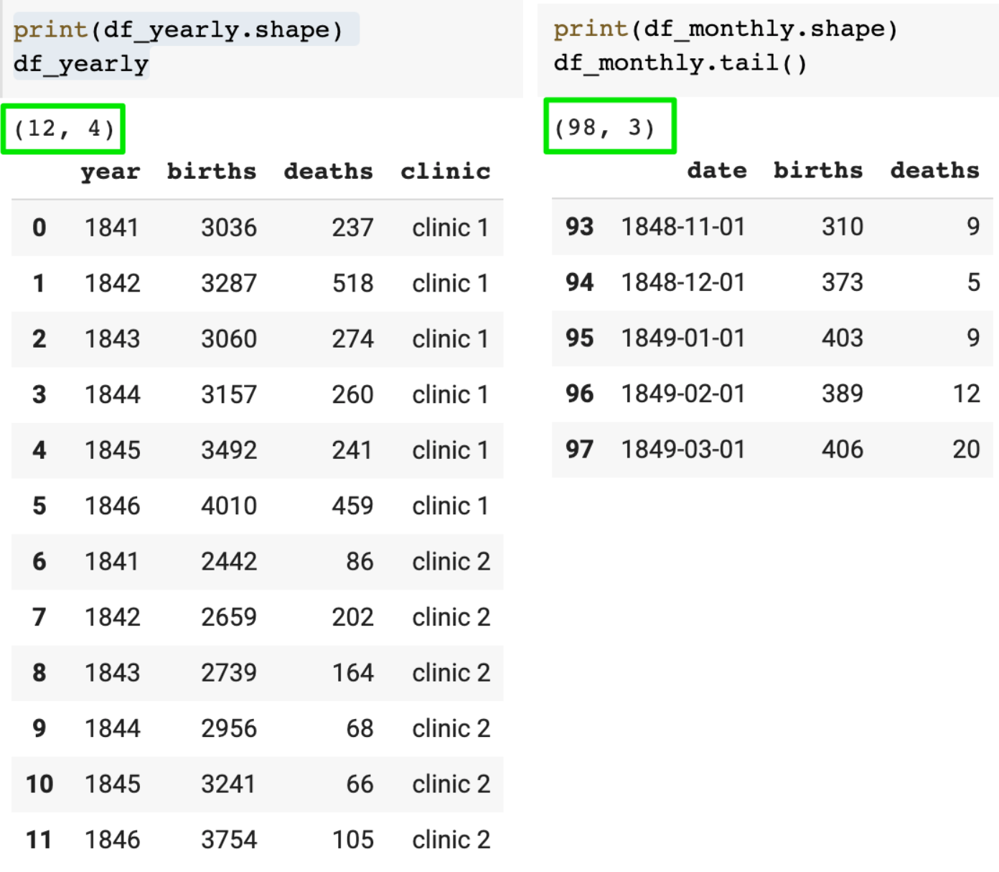 print(df_yearly.shape)
df_yearly
(12, 4)
year births deaths clinic
0 1841 3036 237 clinic 1
1 1842 3287 518 clinic 1
2 1843 3060 274 clinic 1
3 1844 3157 260 clinic 1
4 1845 3492 241 clinic 1
5 1846 4010 459 clinic 1
6 1841 2442 86 clinic 2
7 1842 2659 202 clinic 2
8 1843 2739 164 clinic 2
9 1844 2956 68 clinic 2
10 1845 3241 66 clinic 2
11 1846 3754 105 clinic 2
print(df_monthly.shape)
df_monthly.tail()
(98, 3)
date births deaths
93 1848-11-01 310 9
94 1848-12-01 373 5
95 1849-01-01 403 9
96 1849-02-01 389 12
97 1849-03-01 406 20